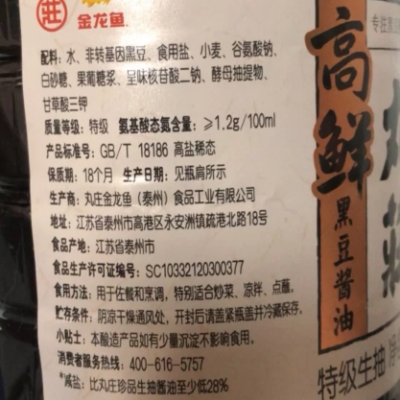 金龙鱼
配料：水、非转基因黑豆、食用盐、小麦、谷氨酸钠、
白砂糖、果葡糖浆、呈味核苷酸二钠、酵母抽提物、
甘草酸三钾
质量等级：特级 氨基酸态氮含量：≥1.2g/100ml
产品标准号：GB/T 18186 高盐稀态
保质期：18个月 生产日期：见瓶肩所示
生产商：丸庄金龙鱼（泰州）食品工业有限公司
地址：江苏省泰州市高港区永安洲镇疏港北路18号
食品产地：江苏省泰州市
食品生产许可证编号：SC10332120300377
食用方法：用于佐餐和烹调，特别适合炒菜、凉拌、点蘸。
贮存条件：阴凉干燥通风处，开封后请盖紧瓶盖并冷藏保存。
小贴士：本酿造产品如有少量沉淀不影响食用。
消费者服务热线：400-616-5757
*减盐：比丸庄珍品生抽酱油至少低28%
高鲜
黑豆酱油
特级生抽